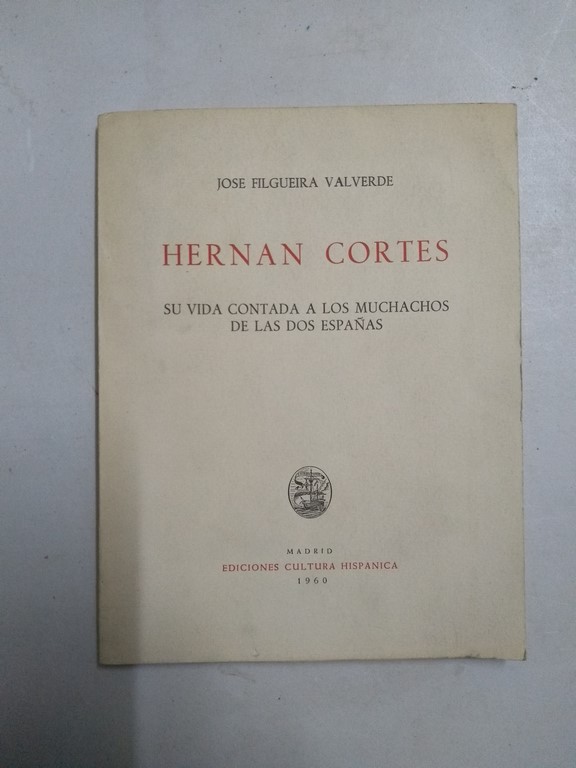 JOSE FILGUEIRA VALVERDE
HERNAN CORTES
SU VIDA CONTADA A LOS MUCHACHOS
DE LAS DOS ESPAÑAS
MADRID
EDICIONES CULTURA HISPANICA
1960